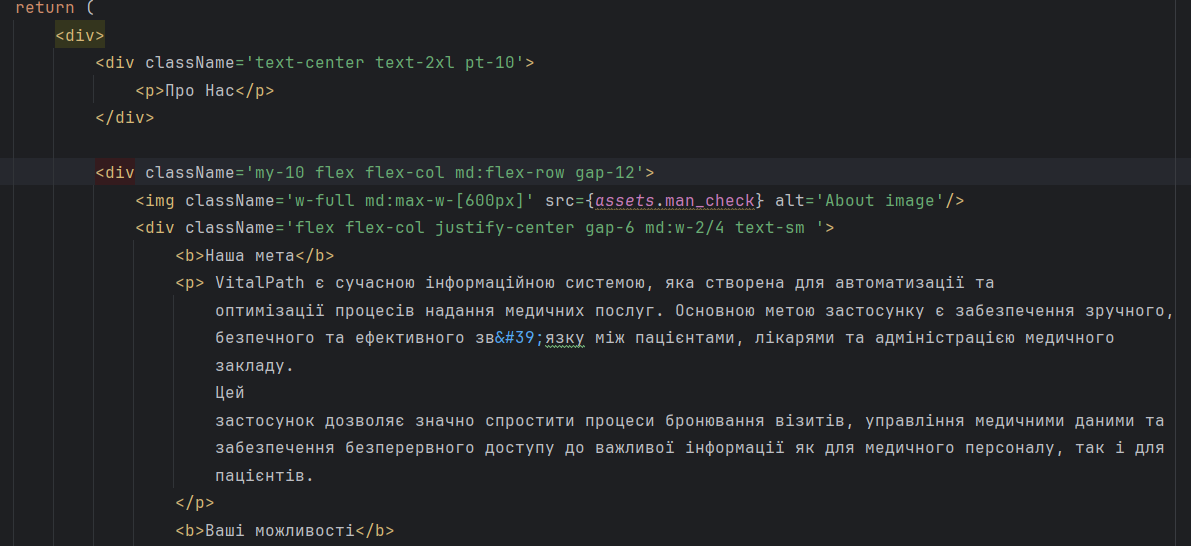 return (
<div>
<div className='text-center text-2xl pt-10'>
<p>Про Нас</p>
</div>
<div className='my-10 flex flex-col md:flex-row gap-12'>
<img className='w-full md:max-w-[600px]' src={assets.man_check} alt='About image'/>
<div className='flex flex-col justify-center gap-6 md:w-2/4 text-sm '>
<b>Наша мета</b>
<p> VitalPath є сучасною інформаційною системою, яка створена для автоматизації та
оптимізації процесів надання медичних послуг. Основною метою застосунку є забезпечення зручного,
безпечного та ефективного зв&#39;язку між пацієнтами, лікарями та адміністрацією медичного
закладу.
Цей
застосунок дозволяє значно спростити процеси бронювання візитів, управління медичними даними та
забезпечення безперервного доступу до важливої інформації як для медичного персоналу, так і для
пацієнтів.
</p>
<b>Ваші можливості</b>